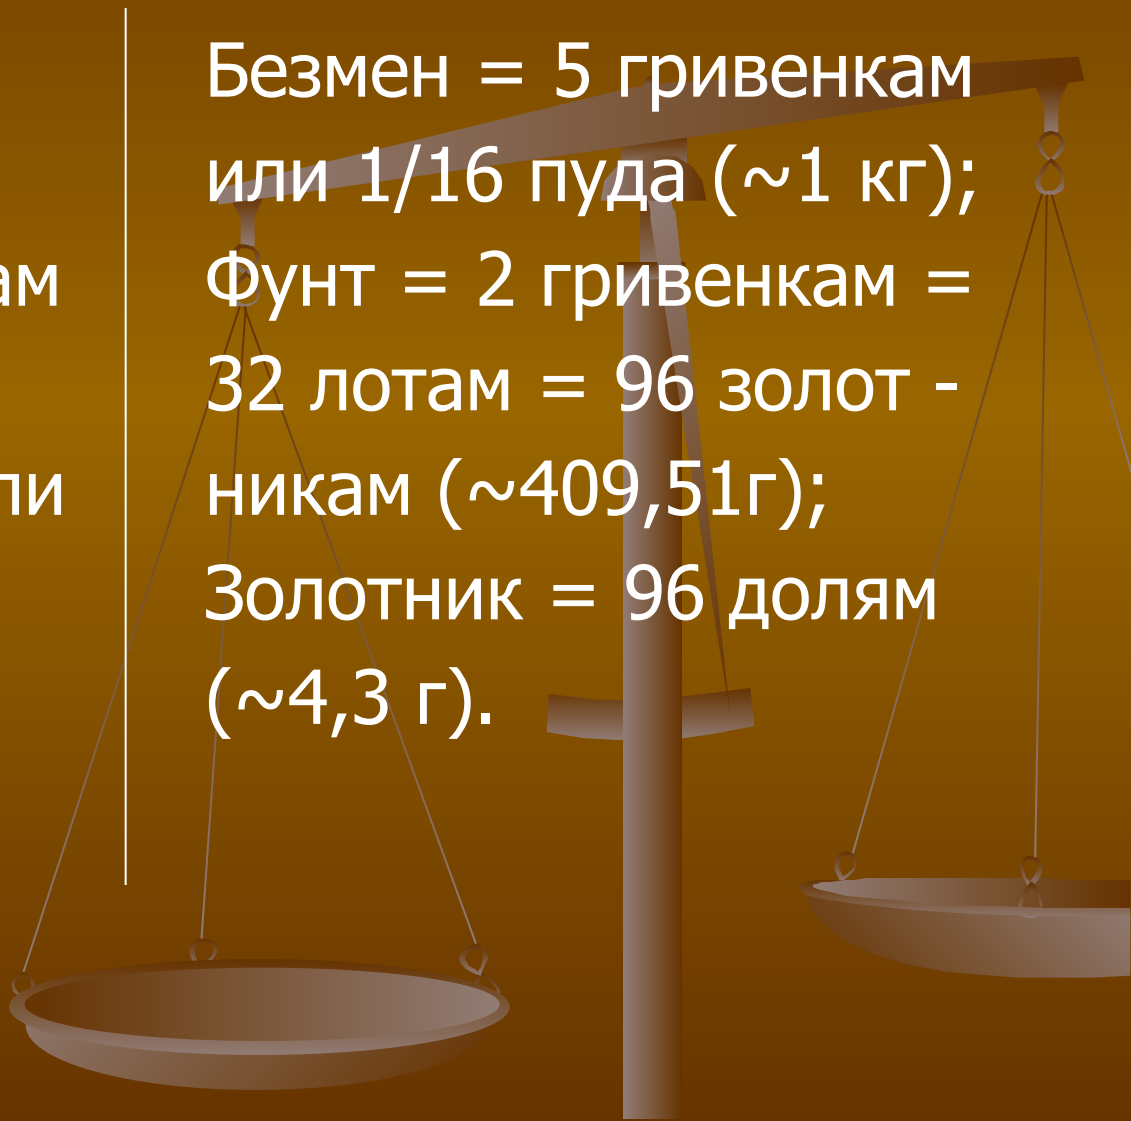 Безмен = 5 гривенкам
или 1/16 пуда (~1 кг);
Фунт = 2 гривенкам =
32 лотам = 96 золот -
никам (~409,51г);
Золотник = 96 долям
(~4,3 г).